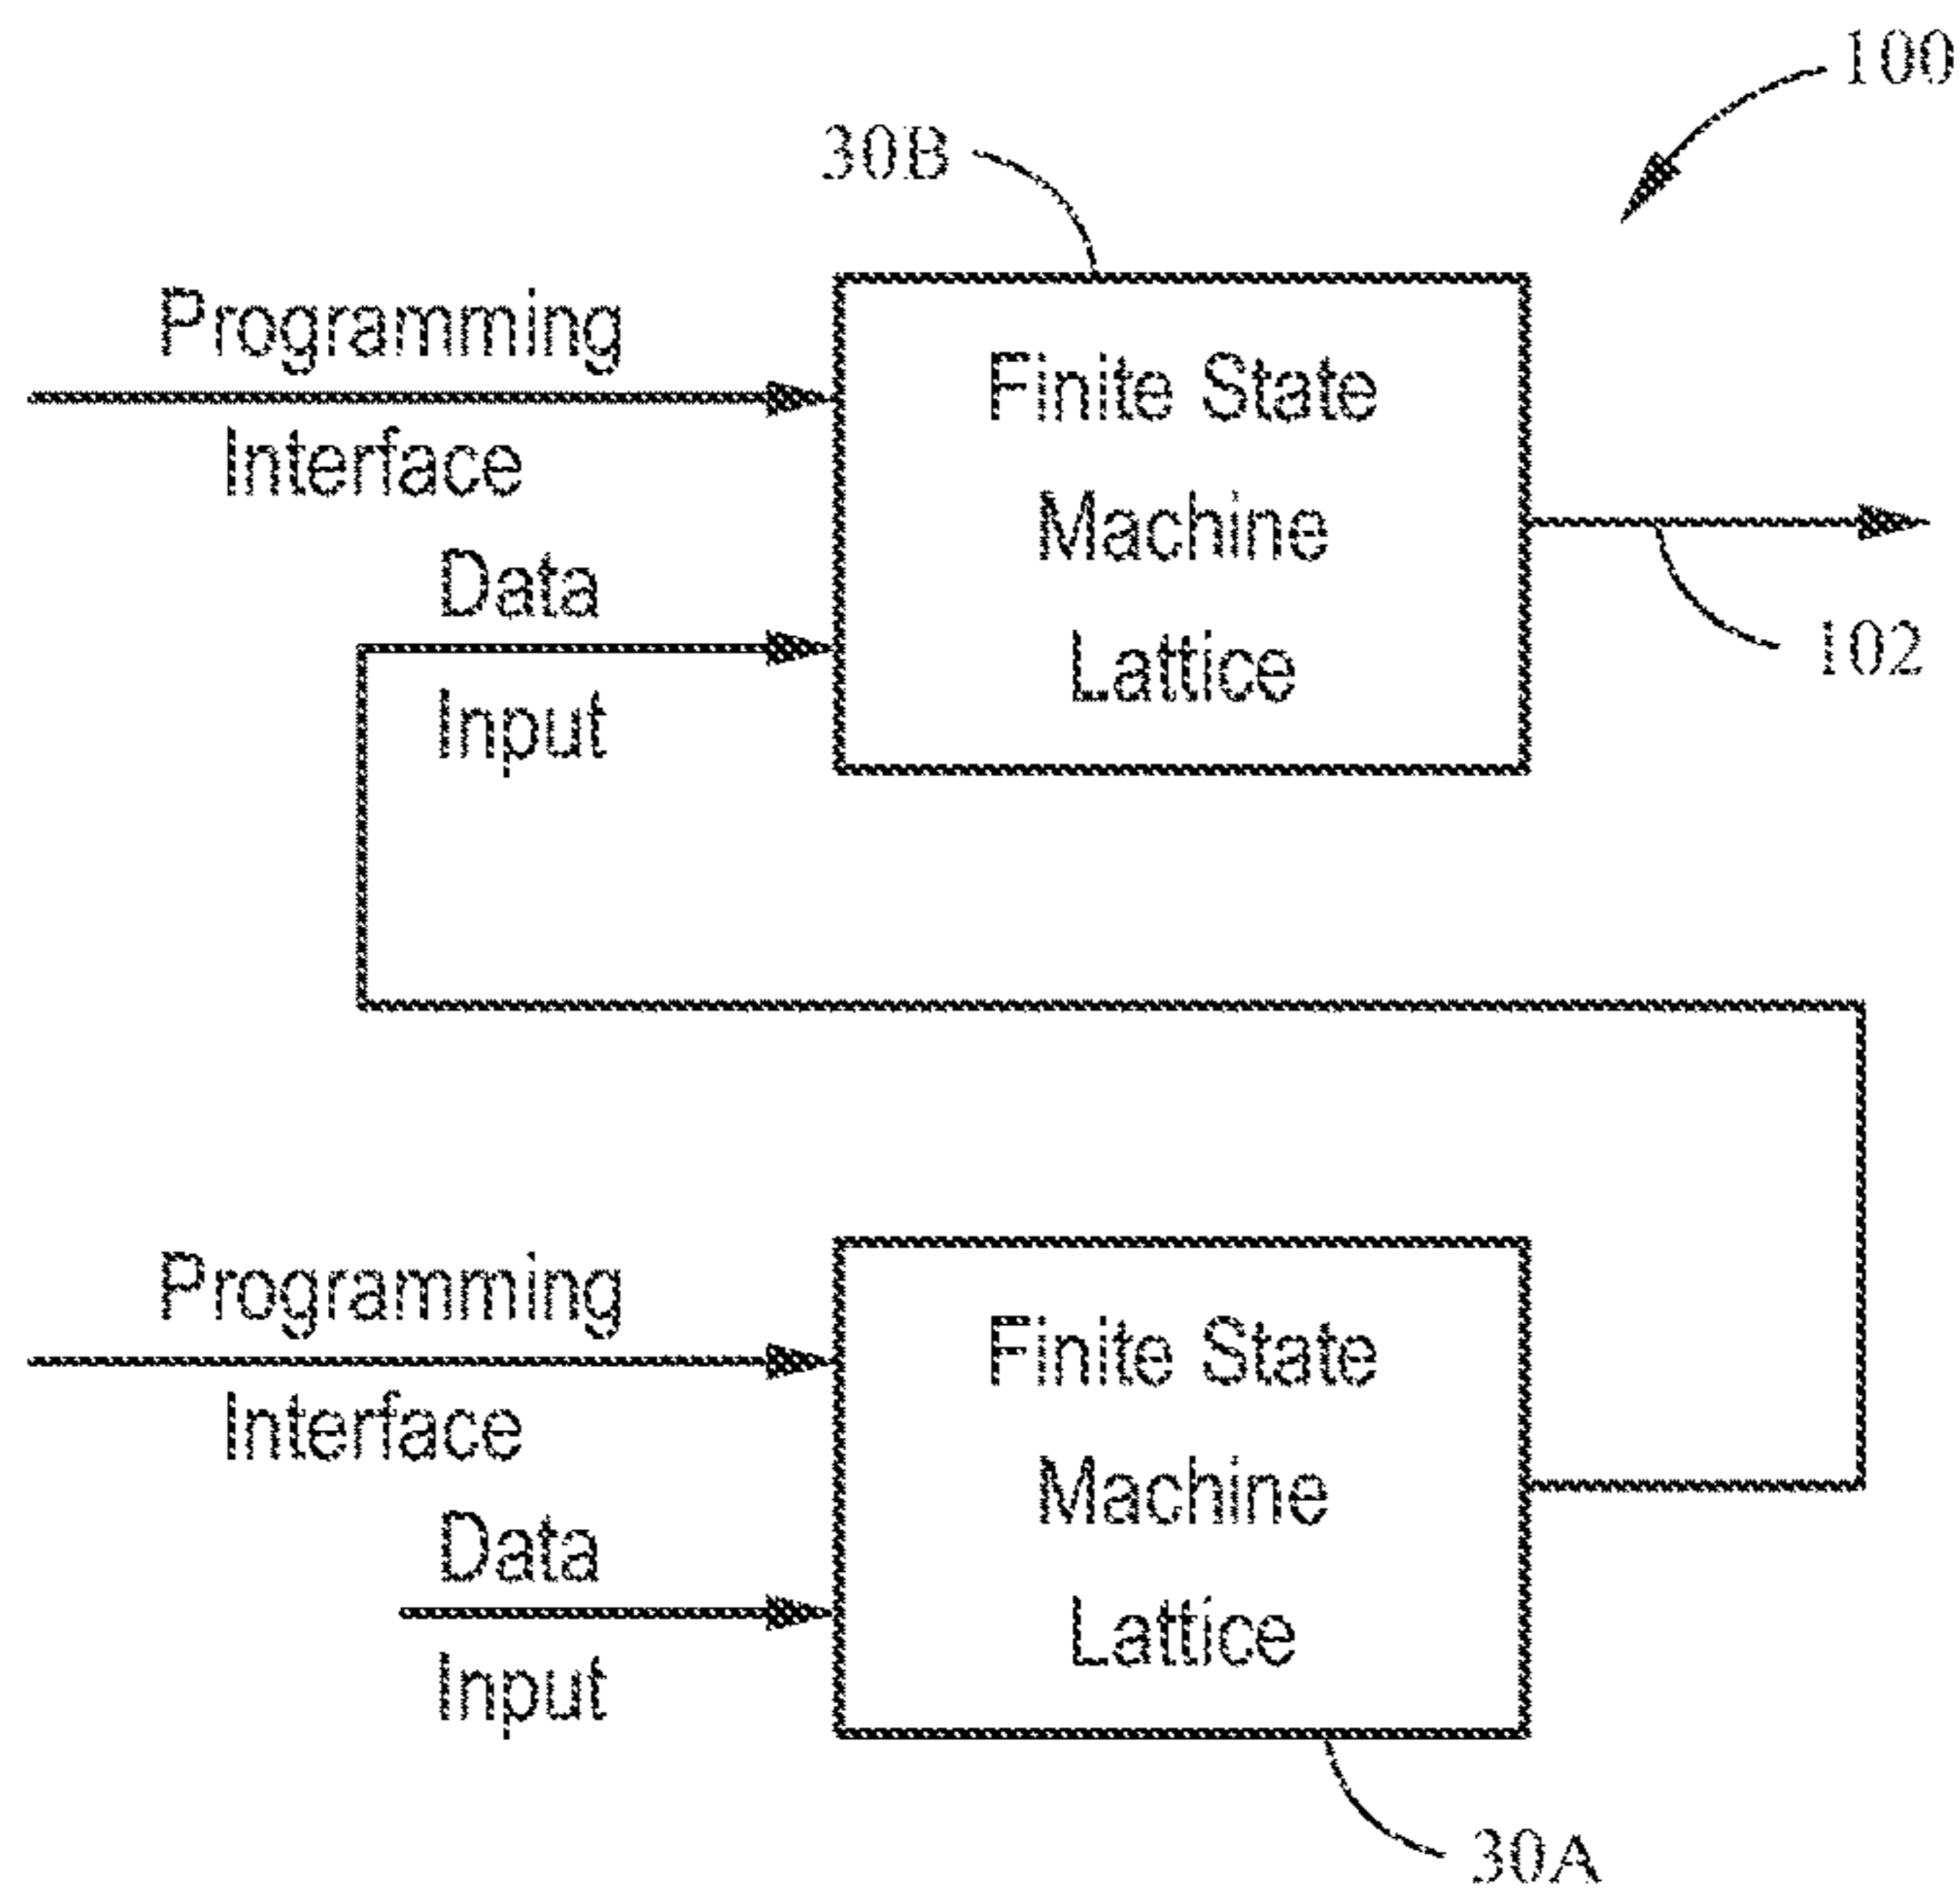 100
30B
Programming
Interface
Data
Input
Finite State
Machine
Lattice
102
Programming
Interface
Data
Input
Finite State
Machine
Lattice
30A